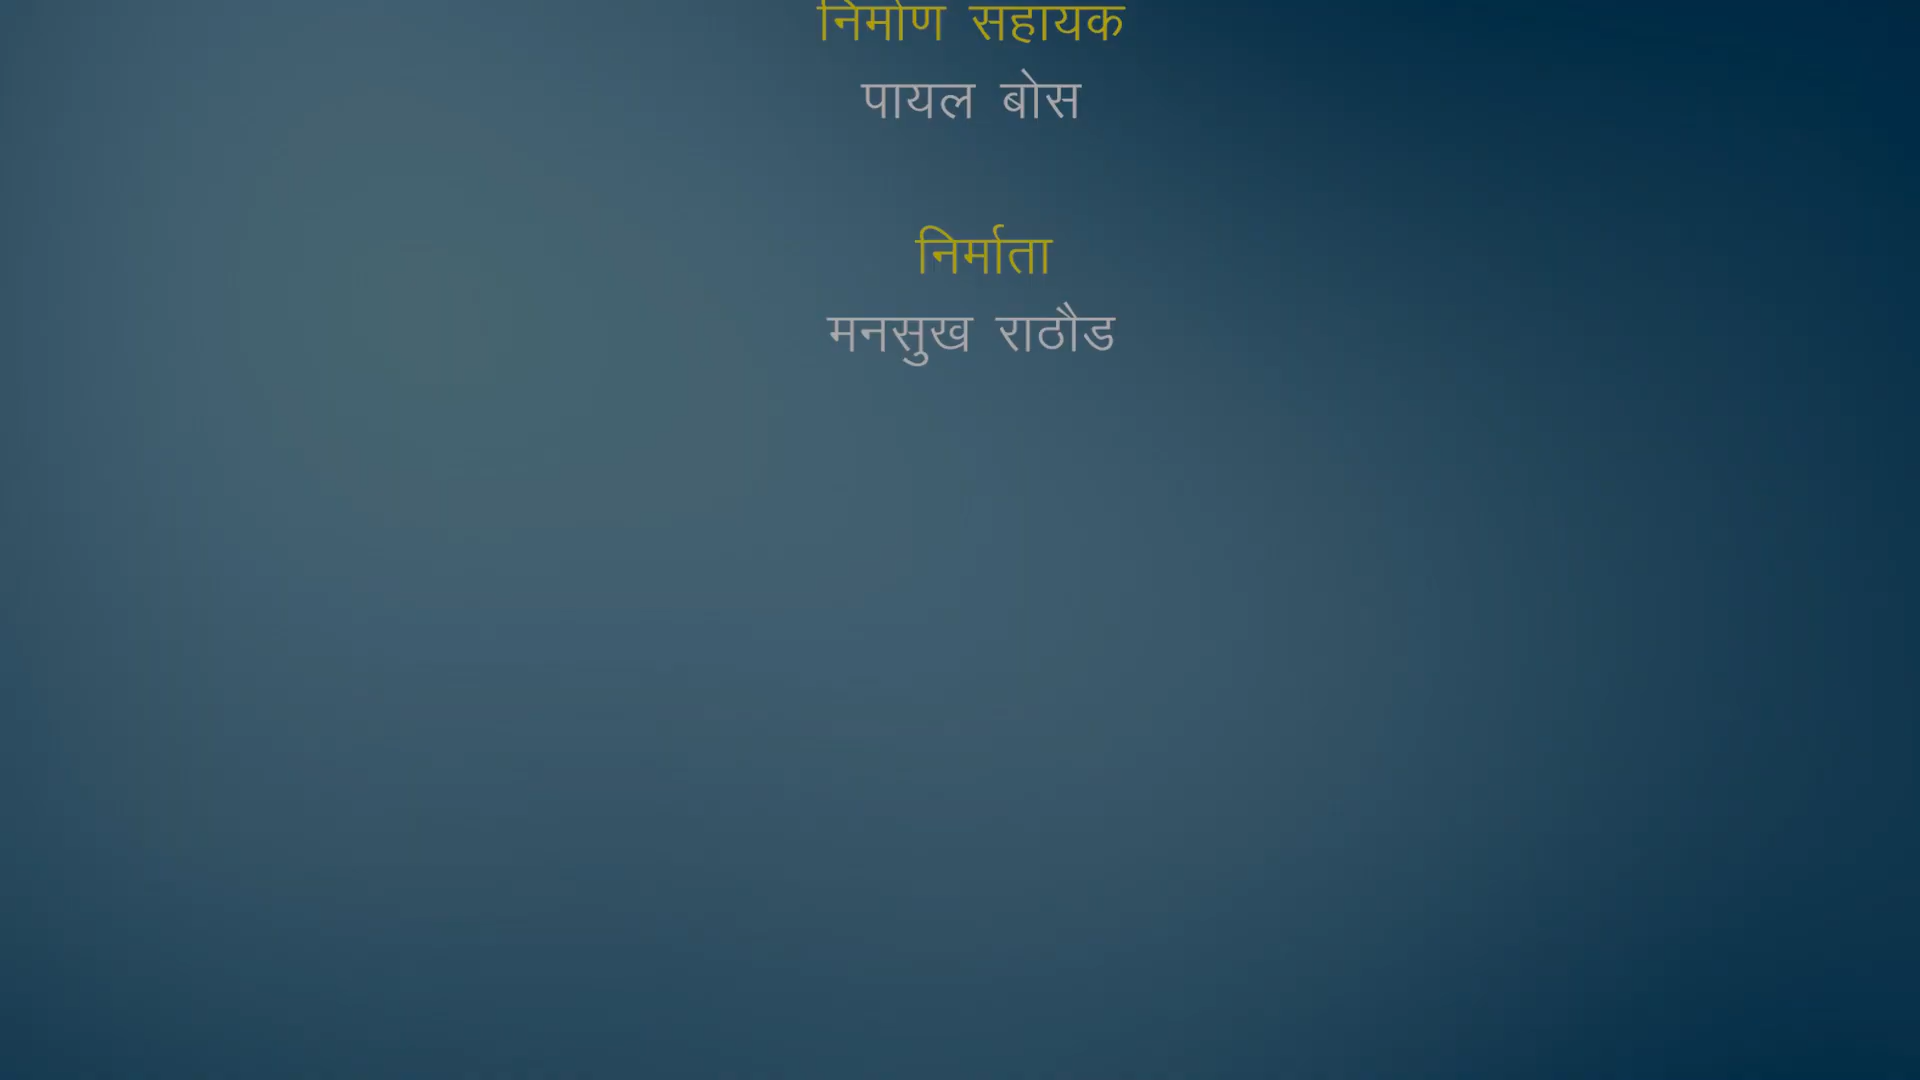 निर्माण सहायक
पायल बोस
निर्माता
मनसुख राठौड